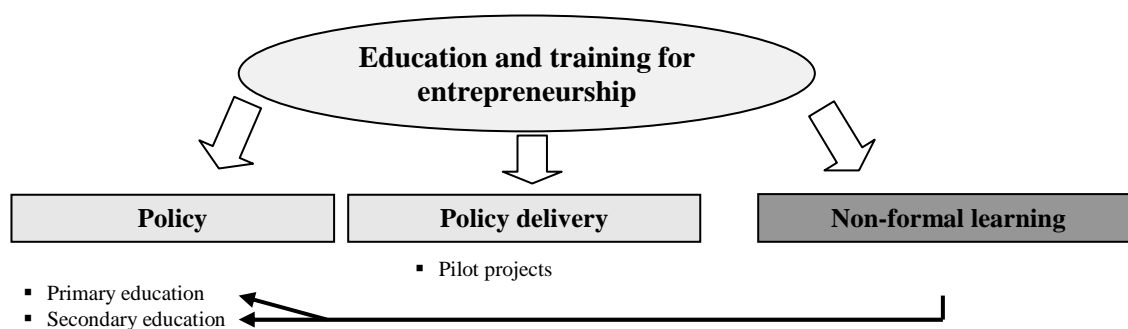 Education and training for
entrepreneurship
Policy
Policy delivery
Non-formal learning
▪ Pilot projects
▪ Primary education
▪ Secondary education